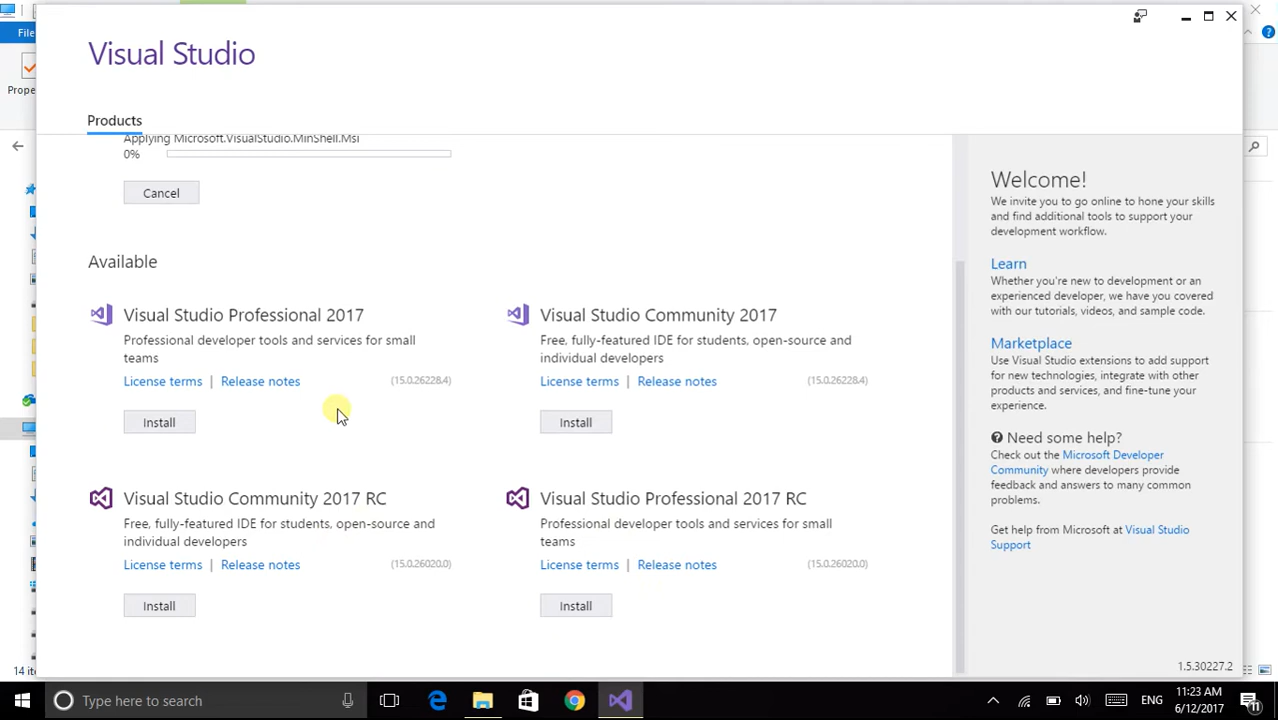 File
Prope
Visual Studio
Products
Applying Microsoft.VisualStudio.MinShell.Msi
0%
Cancel
Available
Visual Studio Professional 2017
Professional developer tools and services for small
teams
License terms | Release notes (15.0.26228.4)
Install
Visual Studio Community 2017
Free, fully-featured IDE for students, open-source and
individual developers
License terms | Release notes (15.0.26228.4)
Install
Visual Studio Community 2017 RC
Free, fully-featured IDE for students, open-source and
individual developers
License terms | Release notes (15.0.26020.0)
Install
Visual Studio Professional 2017 RC
Professional developer tools and services for small
teams
License terms | Release notes (15.0.26020.0)
Install
Welcome!
We invite you to go online to hone your skills
and find additional tools to support your
development workflow.
Learn
Whether you're new to development or an
experienced developer, we have you covered
with our tutorials, videos, and sample code.
Marketplace
Use Visual Studio extensions to add support
for new technologies, integrate with other
products and services, and fine-tune your
experience.
Need some help?
Check out the Microsoft Developer
Community where developers provide
feedback and answers to many common
problems.
Get help from Microsoft at Visual Studio
Support
1.5.30227.2
14 ite
Type here to search
ENG
11:23 AM
6/12/2017
11